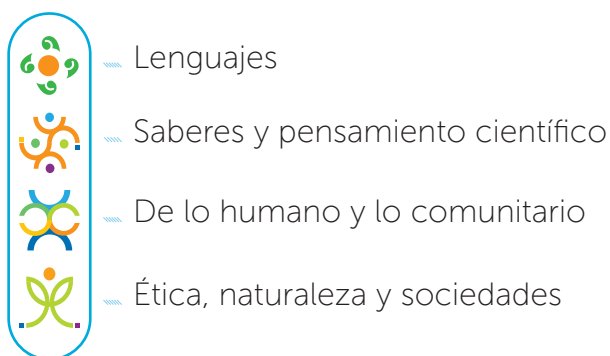 Lenguajes
Saberes y pensamiento científico
De lo humano y lo comunitario
Ética, naturaleza y sociedades